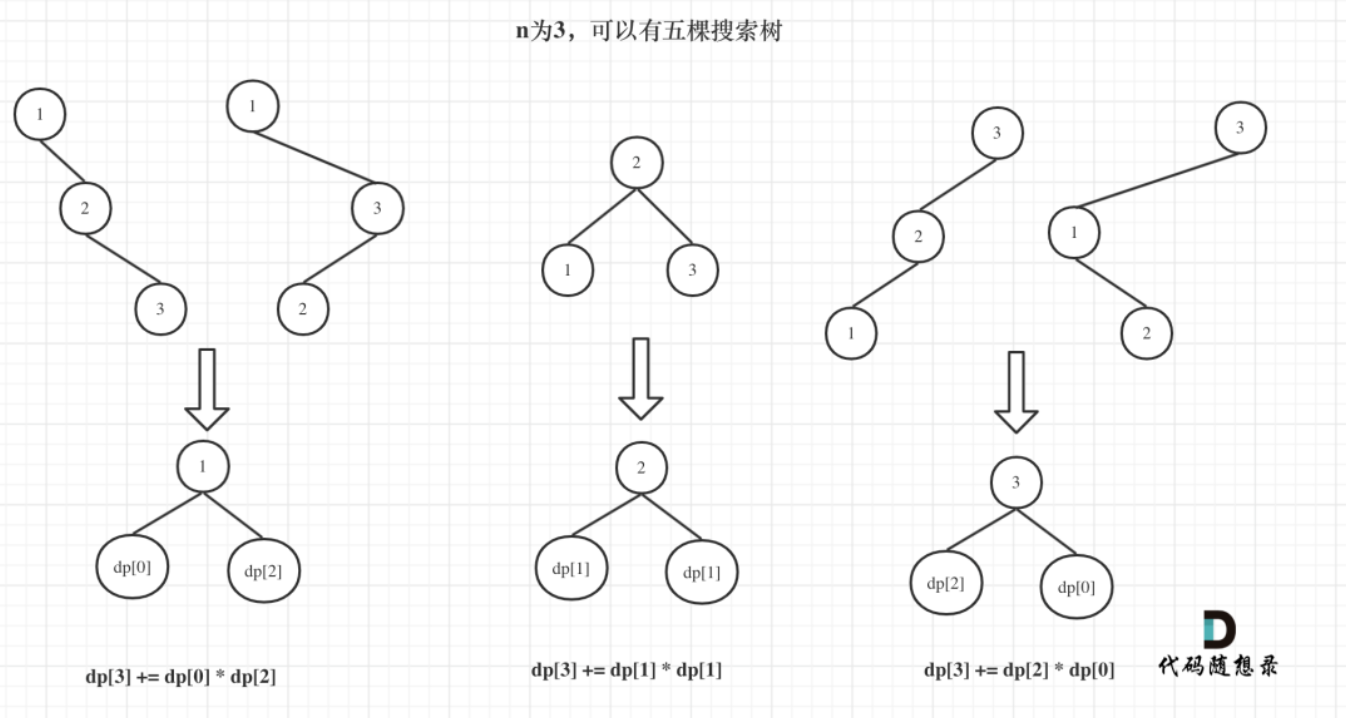 n为3，可以有五棵搜索树
1
2
3
1
3
2
2
1
3
3
2
1
3
1
2
1
dp[0]
dp[2]
dp[3] += dp[0] * dp[2]
2
dp[1]
dp[1]
dp[3] += dp[1] * dp[1]
3
dp[2]
dp[0]
dp[3] += dp[2] * dp[0]
D
代码随想录